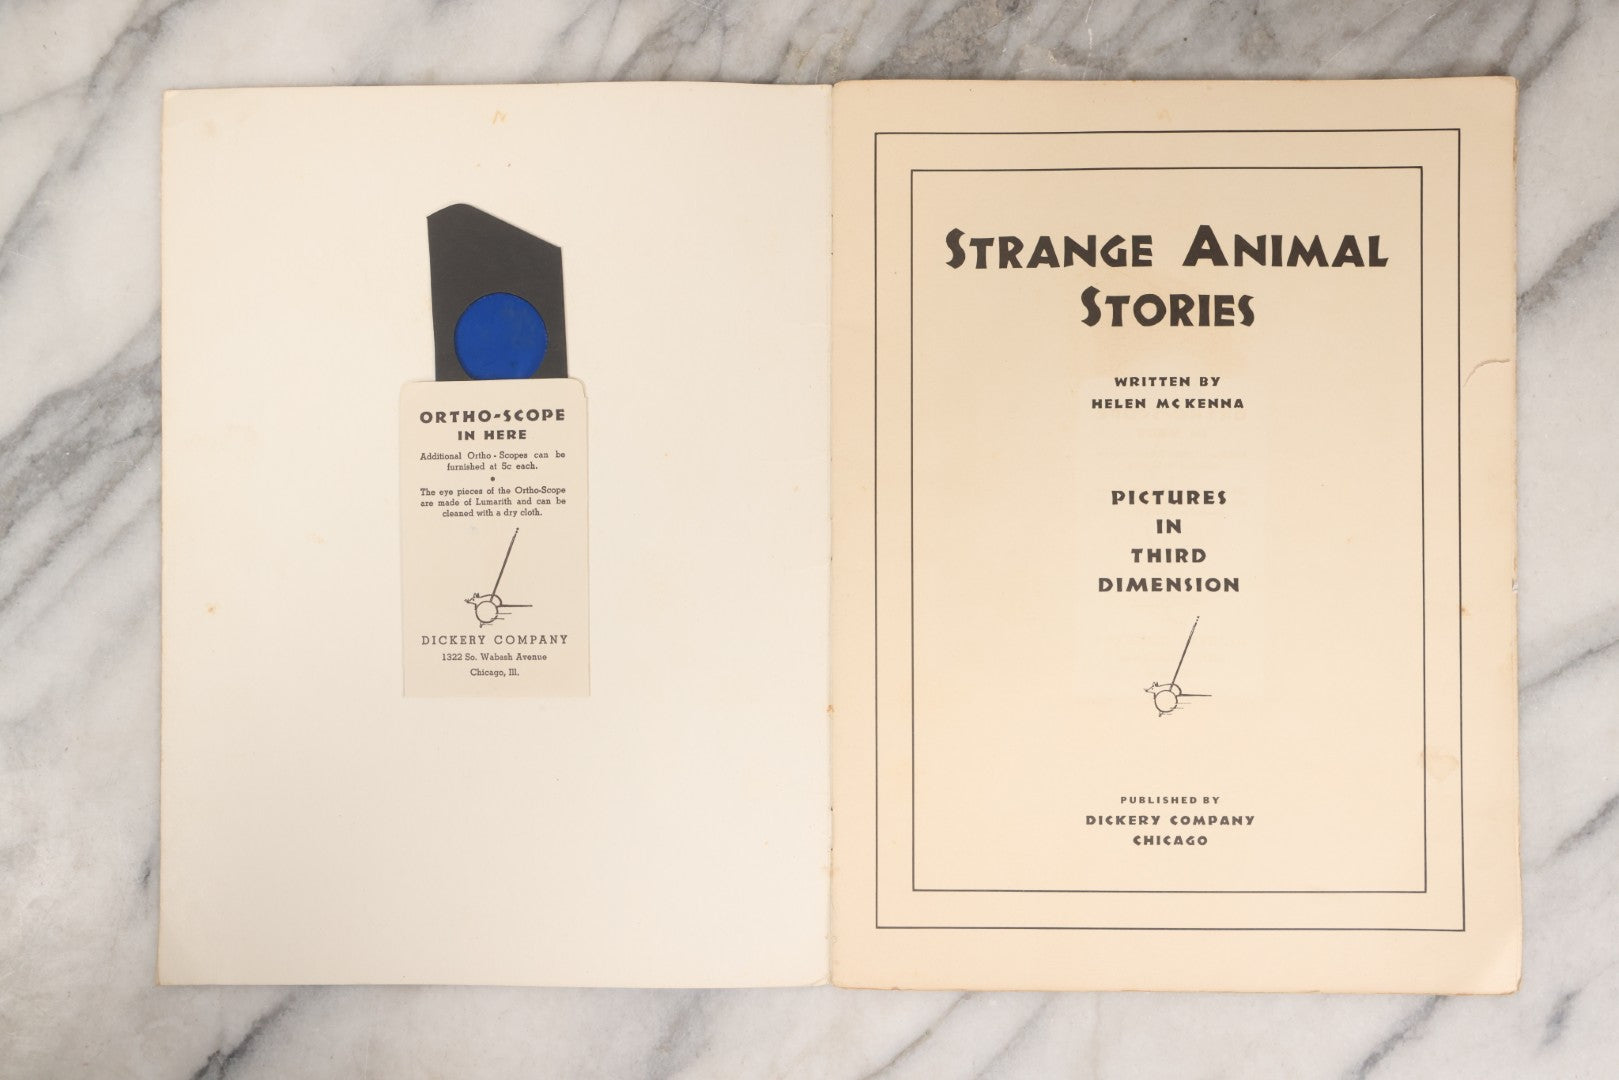 ORTHO-SCOPE
IN HERE
Additional Ortho-Scopes can be
furnished at 5c each.
The eye pieces of the Ortho-Scope
are made of Lumarith and can be
cleaned with a dry cloth.
DICKERY COMPANY
1322 So. Wabash Avenue
Chicago, Ill.
STRANGE ANIMAL
STORIES
WRITTEN BY
HELEN MCKENNA
PICTURES
IN
THIRD
DIMENSION
PUBLISHED BY
DICKERY COMPANY
CHICAGO